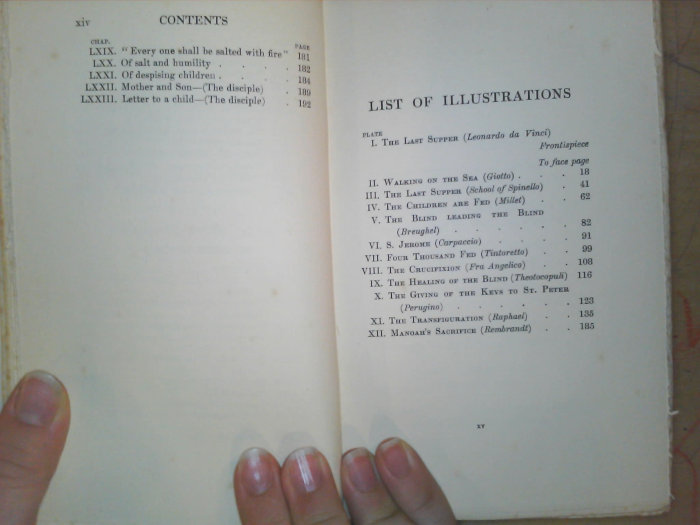 xiv CONTENTS
CHAP. PAGE
LXIX. "Every one shall be salted with fire" 181
LXX. Of salt and humility . . . . 182
LXXI. Of despising children . . . . 184
LXXII. Mother and Son—(The disciple) . 189
LXXIII. Letter to a child—(The disciple) . 192
LIST OF ILLUSTRATIONS
PLATE
I. The Last Supper (Leonardo da Vinci)
Frontispiece
To face page
II. Walking on the Sea (Giotto) . . 18
III. The Last Supper (School of Spinello) . 41
IV. The Children are Fed (Millet) . . 62
V. The Blind leading the Blind
(Breughel) . . . . . 82
VI. S. Jerome (Carpaccio) . . . . 91
VII. Four Thousand Fed (Tintoretto) . . 99
VIII. The Crucifixion (Fra Angelico) . . 108
IX. The Healing of the Blind (Theotocopuli) 116
X. The Giving of the Keys to St. Peter
(Perugino) . . . . . 123
XI. The Transfiguration (Raphael) . . 135
XII. Manoah's Sacrifice (Rembrandt) . . 185
xv